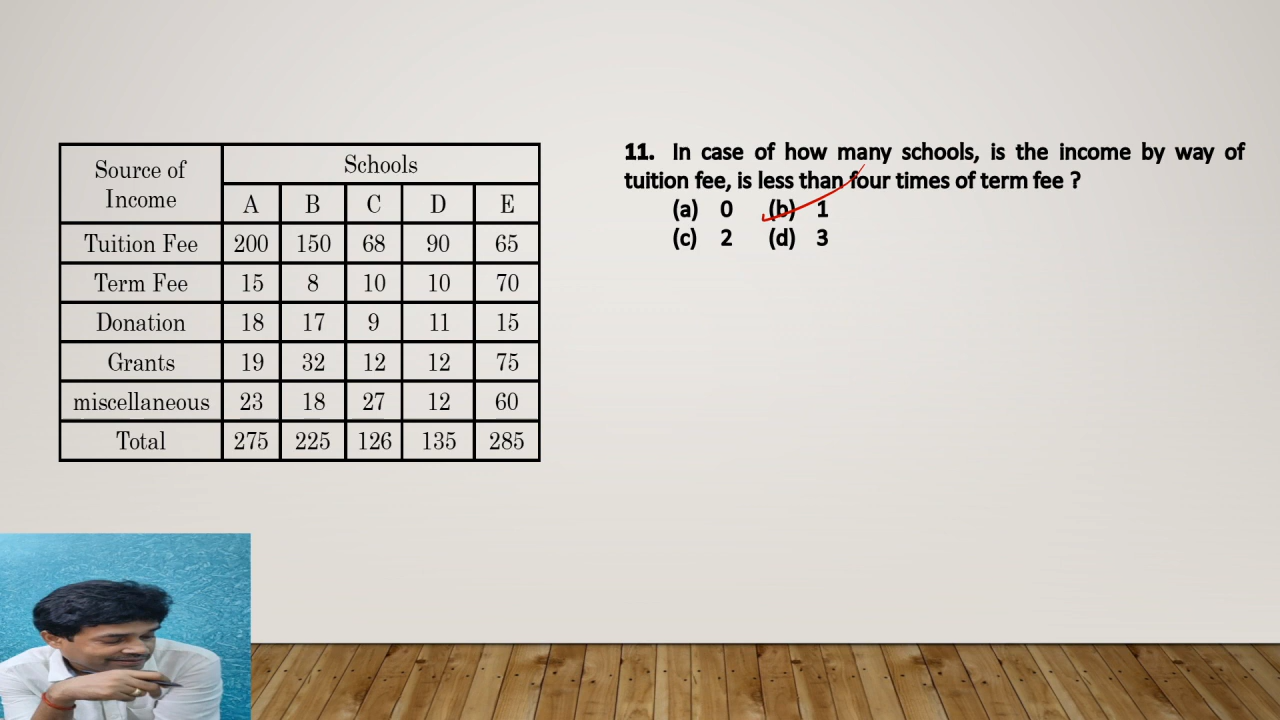 Source of Income Schools
A B C D E
Tuition Fee 200 150 68 90 65
Term Fee 15 8 10 10 70
Donation 18 17 9 11 15
Grants 19 32 12 12 75
miscellaneous 23 18 27 12 60
Total 275 225 126 135 285
11. In case of how many schools, is the income by way of
tuition fee, is less than four times of term fee ?
(a) 0 (b) 1
(c) 2 (d) 3